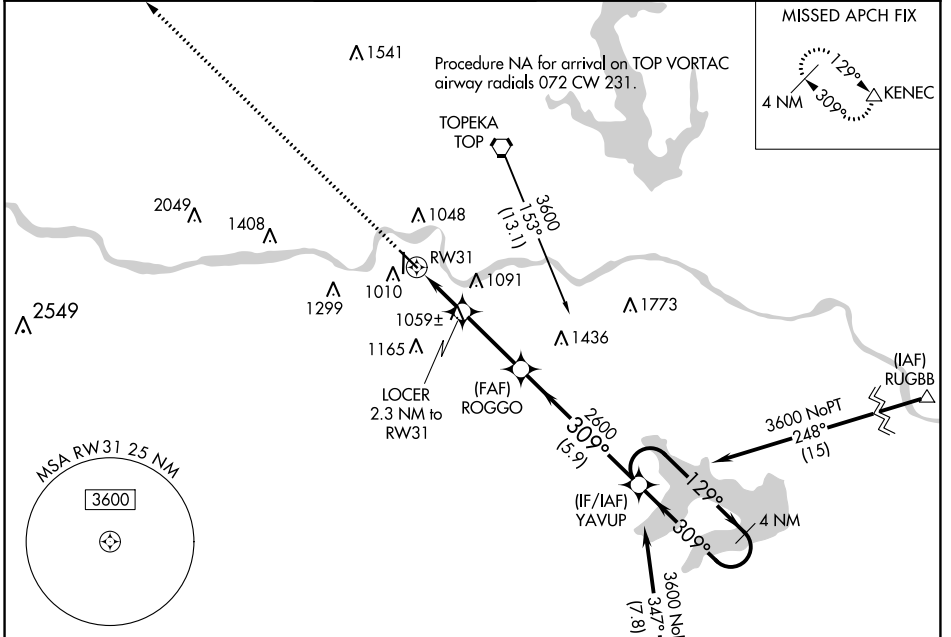 1541
Procedure NA for arrival on TOP VORTAC
airway radials 072 CW 231.
MISSED APCH FIX
129°
4 NM
309°
KENEC
TOPEKA
TOP
3600
153°
(13.1)
2049
1408
1048
RW31
1010
1091
1299
2549
1059±
1165
1436
1773
LOCER
2.3 NM to
RW31
(FAF)
ROGGO
(IAF)
RUGBB
3600 NoPT
248°
(15)
2600
309°
(5.9)
(IF/IAF)
YAVUP
129°
309°
4 NM
MSA RW31 25 NM
3600
3600
347°
(7.8)